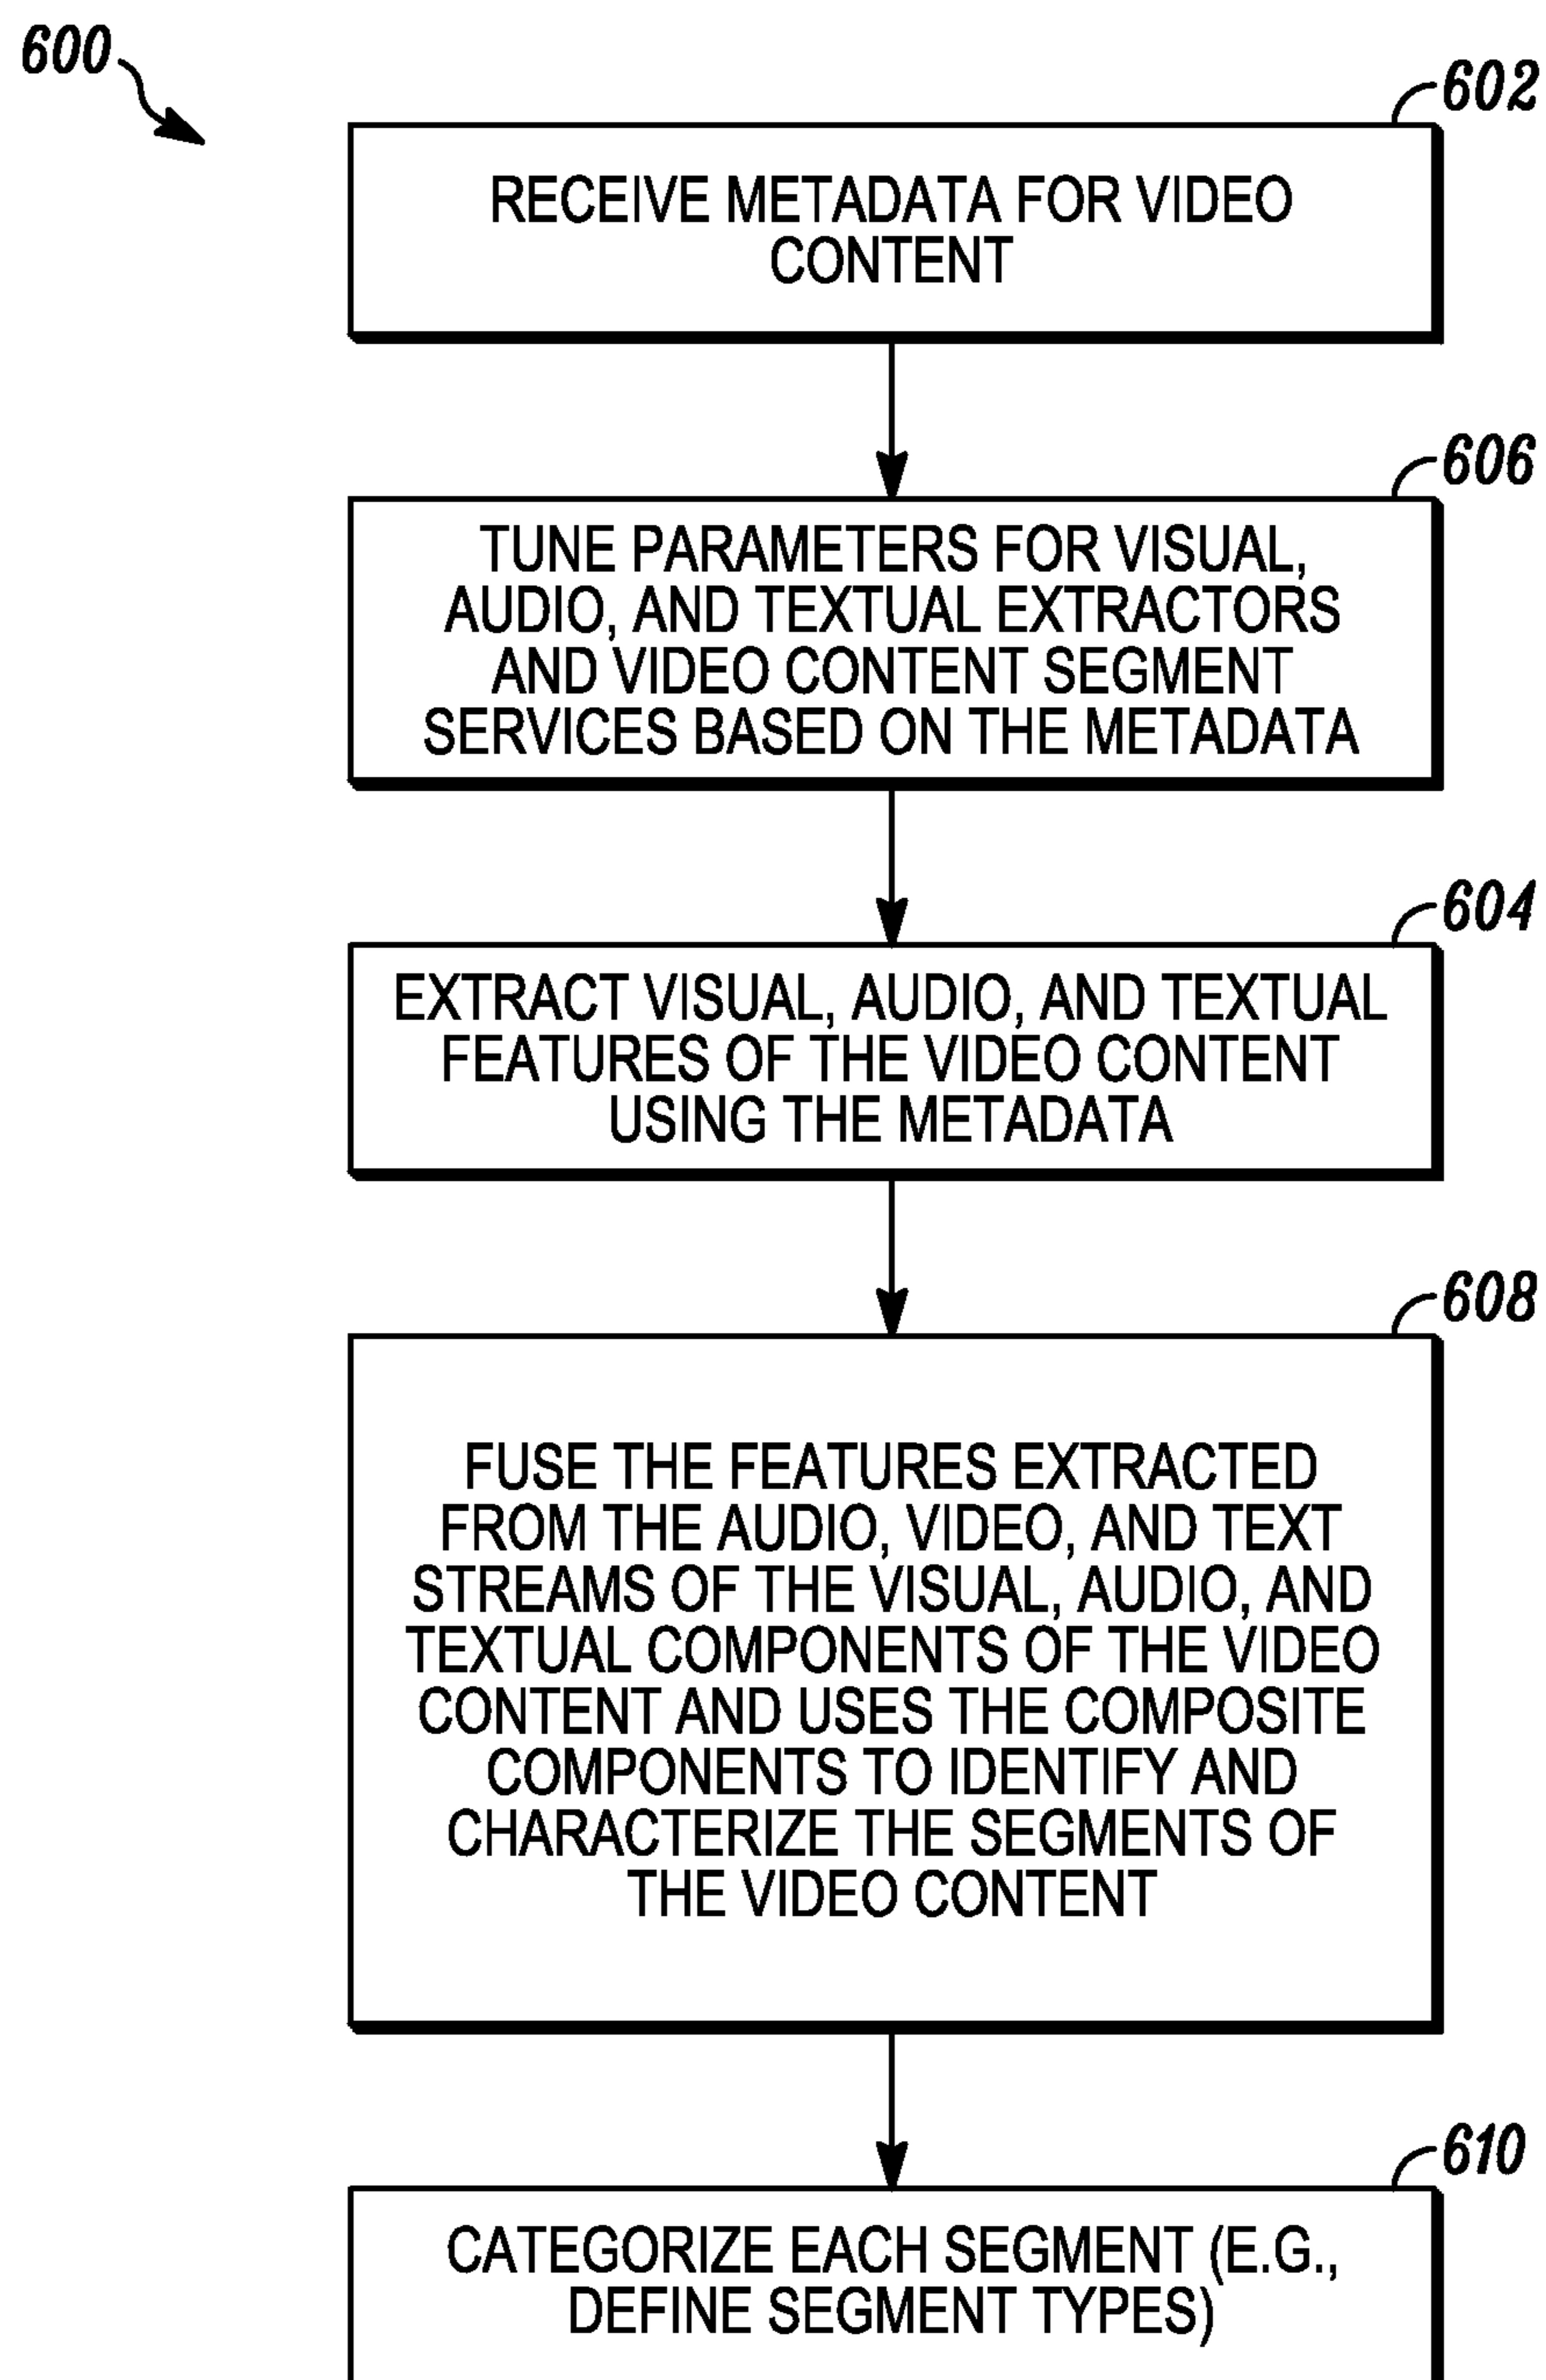 600
602
RECEIVE METADATA FOR VIDEO
CONTENT
606
TUNE PARAMETERS FOR VISUAL,
AUDIO, AND TEXTUAL EXTRACTORS
AND VIDEO CONTENT SEGMENT
SERVICES BASED ON THE METADATA
604
EXTRACT VISUAL, AUDIO, AND TEXTUAL
FEATURES OF THE VIDEO CONTENT
USING THE METADATA
608
FUSE THE FEATURES EXTRACTED
FROM THE AUDIO, VIDEO, AND TEXT
STREAMS OF THE VISUAL, AUDIO, AND
TEXTUAL COMPONENTS OF THE VIDEO
CONTENT AND USES THE COMPOSITE
COMPONENTS TO IDENTIFY AND
CHARACTERIZE THE SEGMENTS OF
THE VIDEO CONTENT
610
CATEGORIZE EACH SEGMENT (E.G.,
DEFINE SEGMENT TYPES)